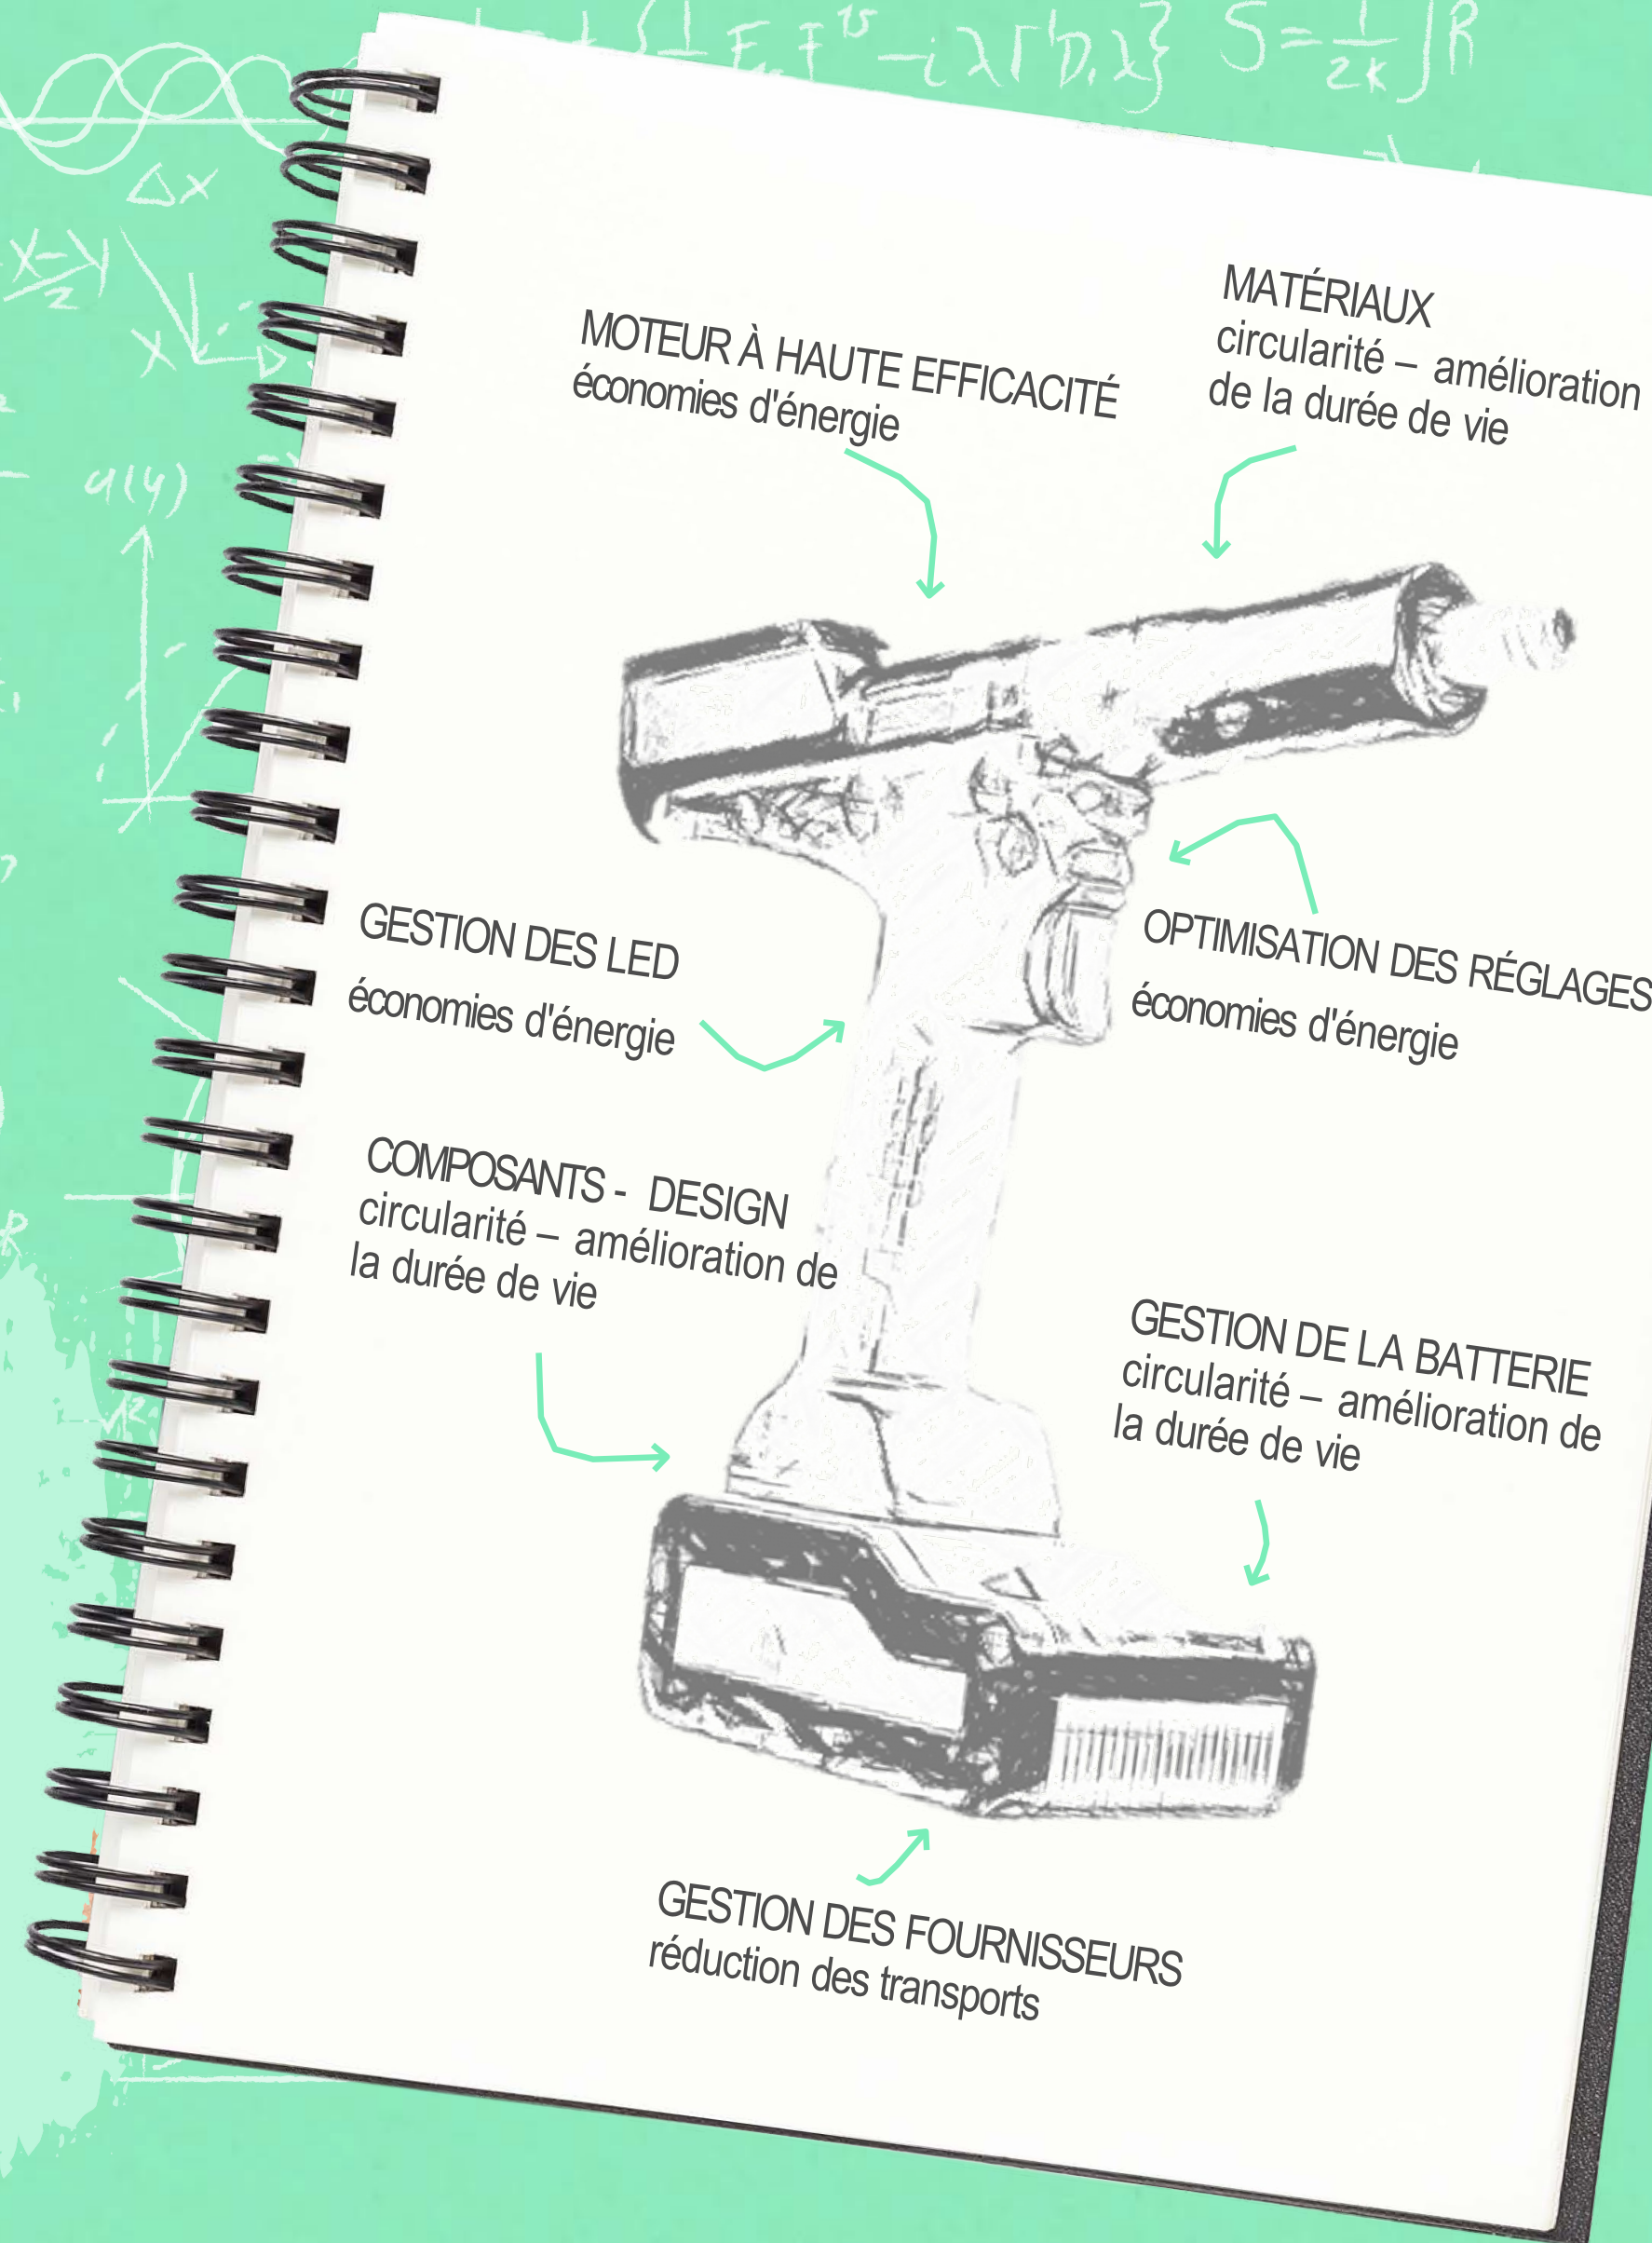 MOTEUR À HAUTE EFFICACITÉ
économies d'énergie
MATÉRIAUX
circularité – amélioration
de la durée de vie
GESTION DES LED
économies d'énergie
OPTIMISATION DES RÉGLAGES
économies d'énergie
COMPOSANTS - DESIGN
circularité – amélioration de
la durée de vie
GESTION DE LA BATTERIE
circularité – amélioration de
la durée de vie
GESTION DES FOURNISSEURS
réduction des transports
Δx
a(y)